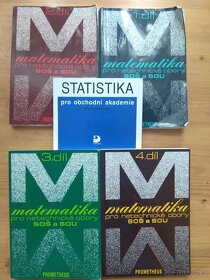 2.díl
matematika
pro netechnické obory
SOŠ a SOU
PROMETHEUS
1.díl
matematika
pro netechnické obory
SOŠ a SOU
STATISTIKA
pro obchodní akademie
3.díl
matematika
pro netechnické obory
SOŠ a SOU
PROMETHEUS
4.díl
matematika
pro netechnické obory
SOŠ a SOU
PROMETHEUS